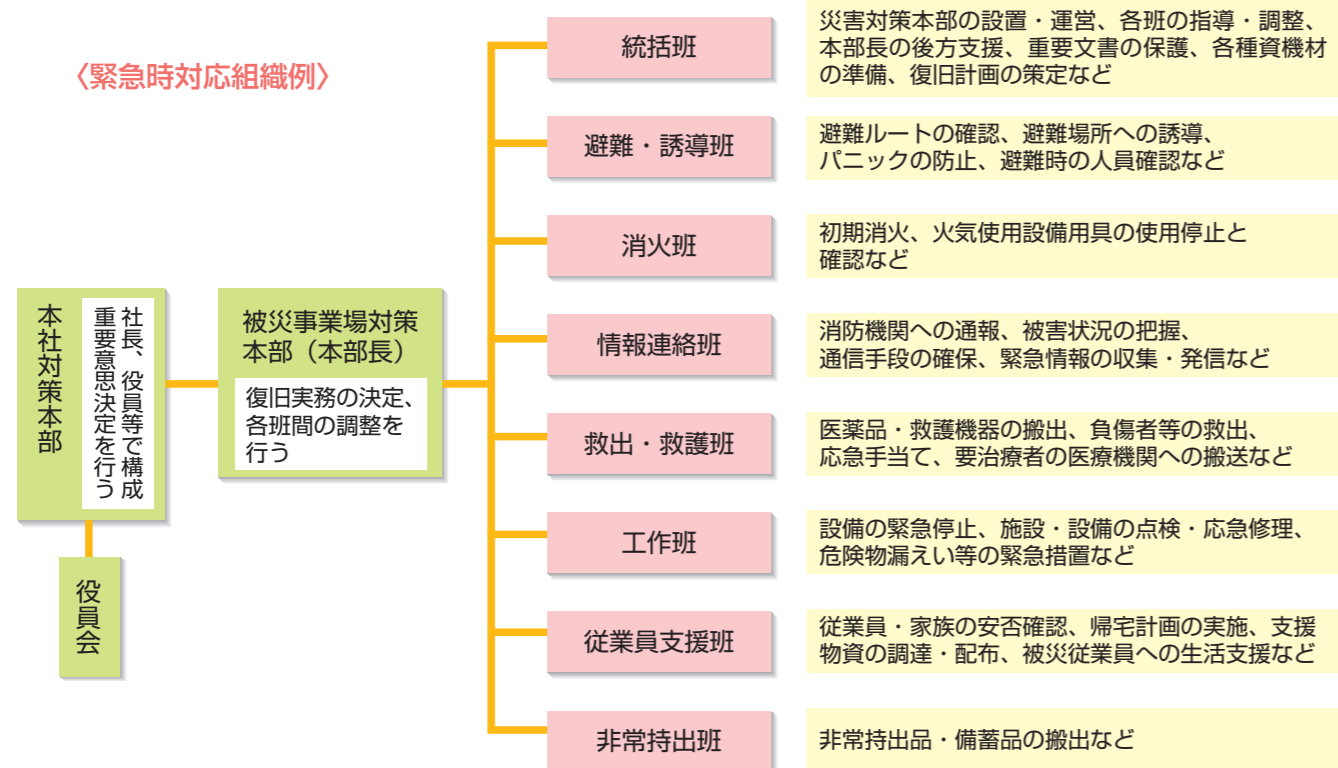 〈緊急時対応組織例〉
本社対策本部
社長、役員等で構成
重要意思決定を行う
役員会
被災事業場対策
本部（本部長）
復旧実務の決定、
各班間の調整を
行う
統括班
災害対策本部の設置・運営、各班の指導・調整、
本部長の後方支援、重要文書の保護、各種資機材
の準備、復旧計画の策定など
避難・誘導班
避難ルートの確認、避難場所への誘導、
パニックの防止、避難時の人員確認など
消火班
初期消火、火気使用設備用具の使用停止と
確認など
情報連絡班
消防機関への通報、被害状況の把握、
通信手段の確保、緊急情報の収集・発信など
救出・救護班
医薬品・救護機器の搬出、負傷者等の救出、
応急手当て、要治療者の医療機関への搬送など
工作班
設備の緊急停止、施設・設備の点検・応急修理、
危険物漏えい等の緊急措置など
従業員支援班
従業員・家族の安否確認、帰宅計画の実施、支援
物資の調達・配布、被災従業員への生活支援など
非常持出班
非常持出品・備蓄品の搬出など